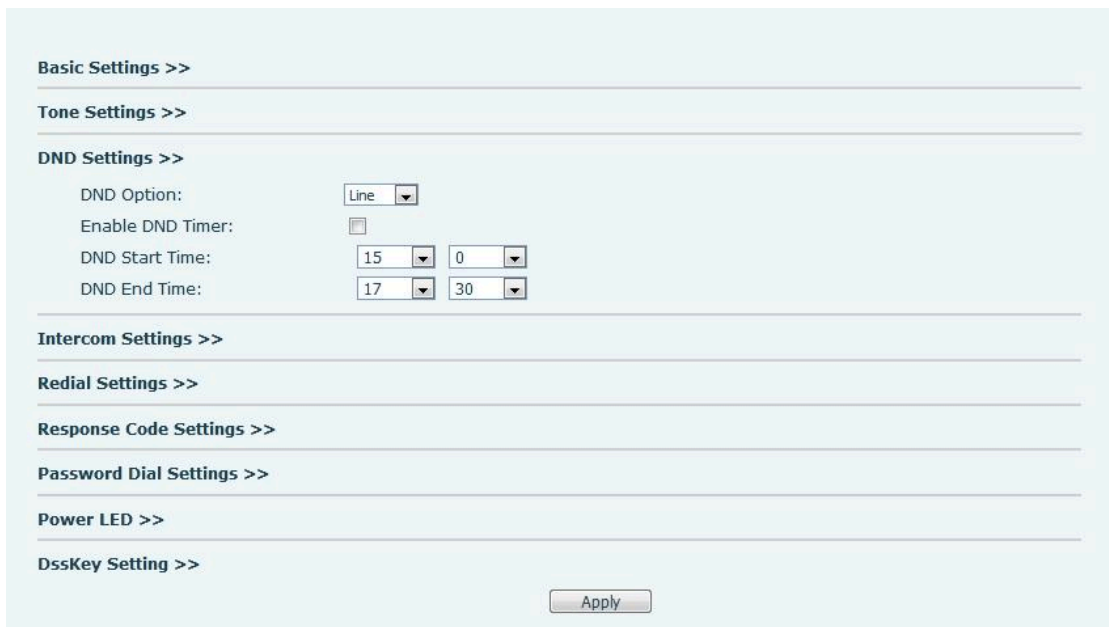 Basic Settings >>
Tone Settings >>
DND Settings >>
DND Option: Line
Enable DND Timer:
DND Start Time: 15 0
DND End Time: 17 30
Intercom Settings >>
Redial Settings >>
Response Code Settings >>
Password Dial Settings >>
Power LED >>
DssKey Setting >>
Apply